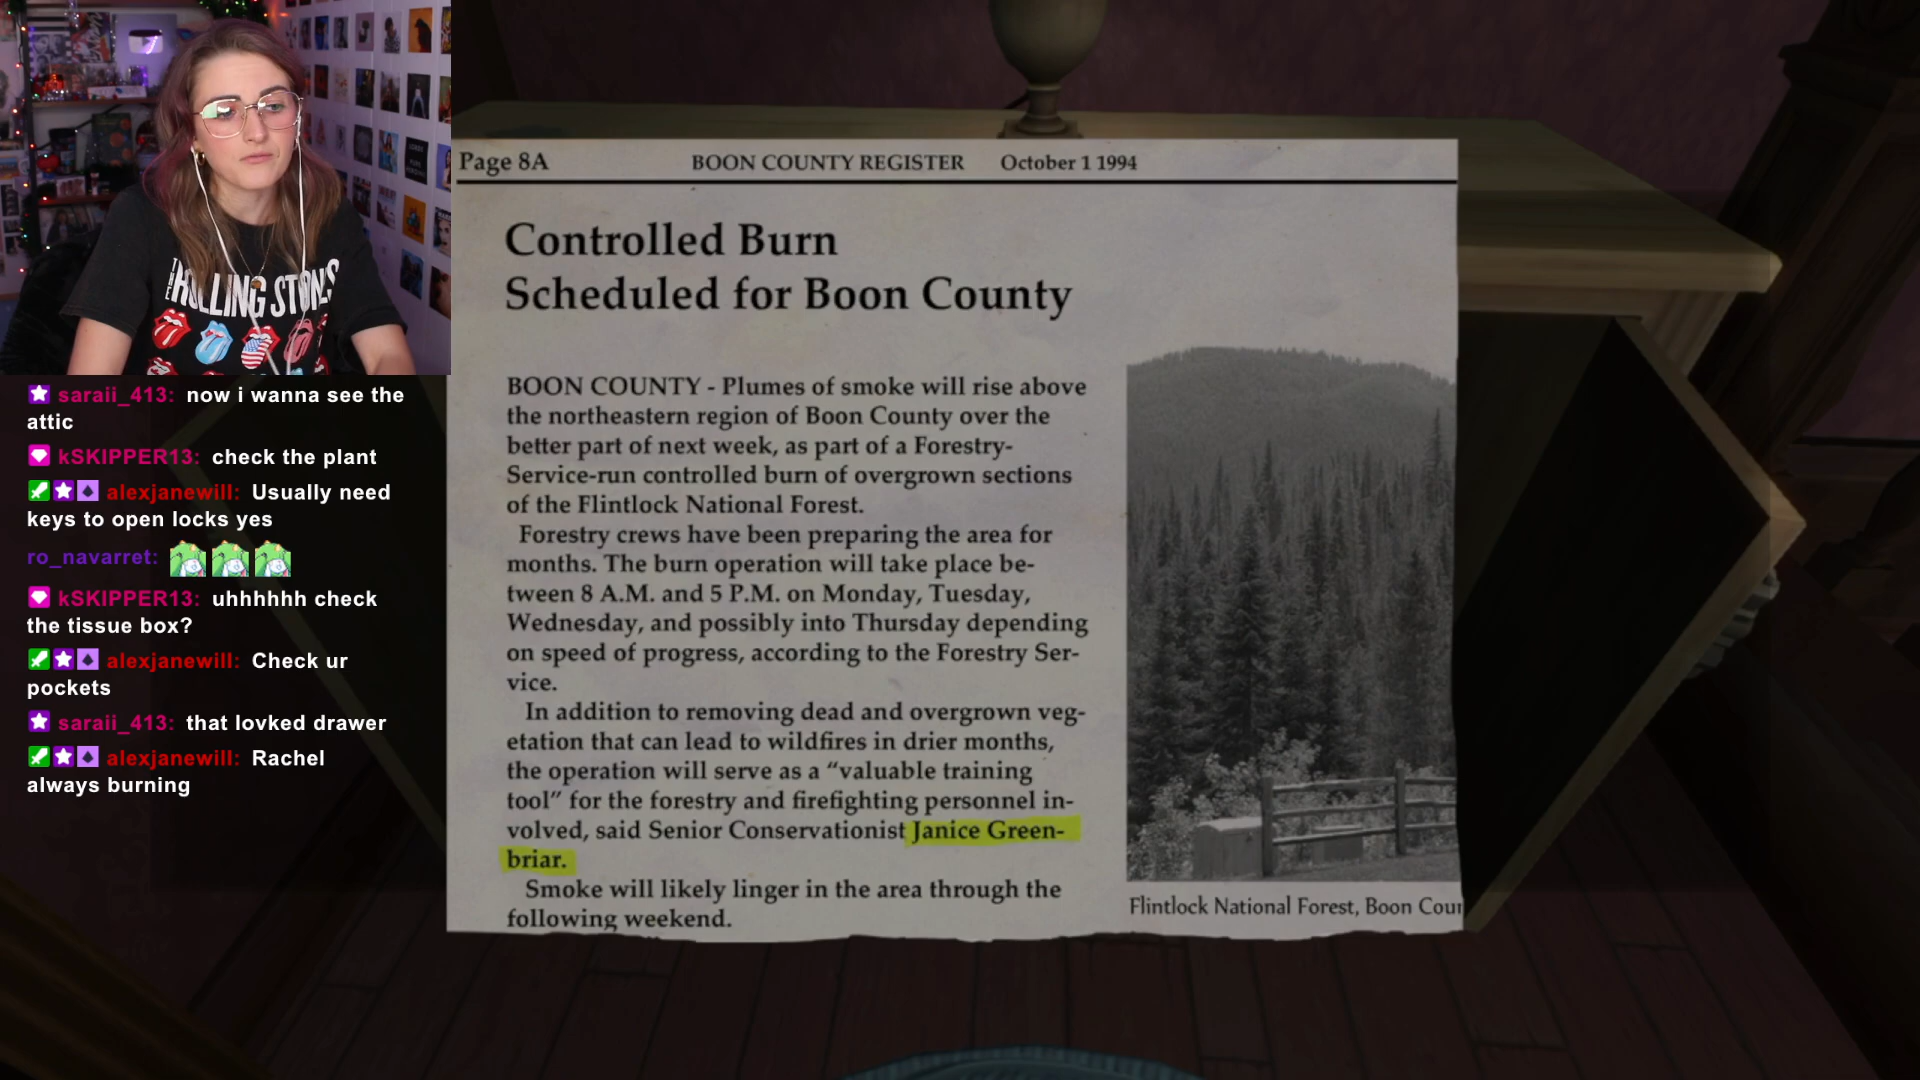 THE
ROLLING STONES
saraii_413: now i wanna see the
attic
kSKIPPER13: check the plant
alexjanewill: Usually need
keys to open locks yes
ro_navarret:
kSKIPPER13: uhhhhhh check
the tissue box?
alexjanewill: Check ur
pockets
saraii_413: that lovked drawer
alexjanewill: Rachel
always burning
Page 8A BOON COUNTY REGISTER October 1 1994
Controlled Burn
Scheduled for Boon County
BOON COUNTY - Plumes of smoke will rise above
the northeastern region of Boon County over the
better part of next week, as part of a Forestry-
Service-run controlled burn of overgrown sections
of the Flintlock National Forest.
Forestry crews have been preparing the area for
months. The burn operation will take place be-
tween 8 A.M. and 5 P.M. on Monday, Tuesday,
Wednesday, and possibly into Thursday depending
on speed of progress, according to the Forestry Ser-
vice.
In addition to removing dead and overgrown veg-
etation that can lead to wildfires in drier months,
the operation will serve as a “valuable training
tool” for the forestry and firefighting personnel in-
volved, said Senior Conservationist Janice Green-
briar.
Smoke will likely linger in the area through the
following weekend.
Flintlock National Forest, Boon Coun